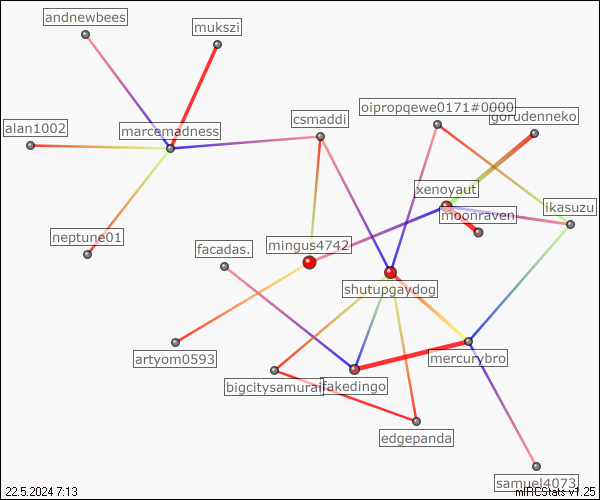 andnewbees
mukszi
oipropqewe0171#0000
gorudenneko
csmaddi
alan1002
marcemadness
xenoyaut
moonraven
ikasuzu
neptune01
facadas.
mingus4742
shutupgaydog
artyom0593
mercurybro
bigcitysamurai
fakedingo
edgepanda
samuel4073
22.5.2024 7:13
mIRCStats v1.25